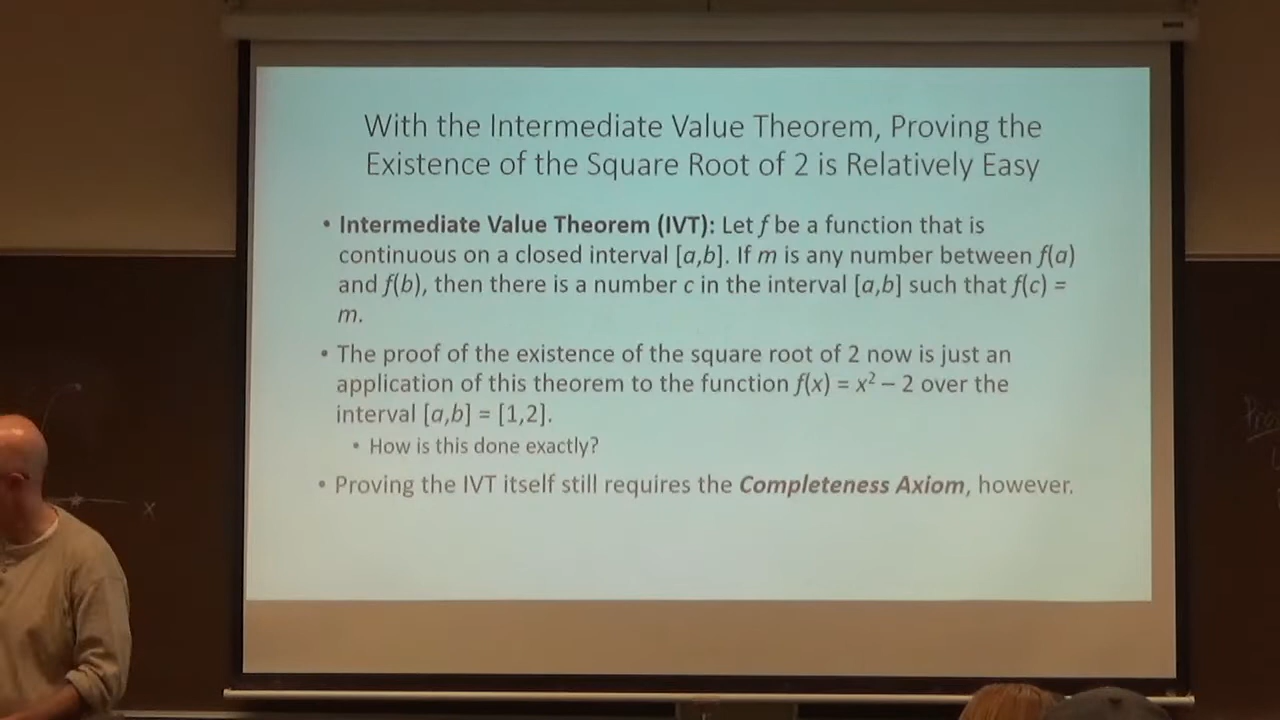 With the Intermediate Value Theorem, Proving the
Existence of the Square Root of 2 is Relatively Easy
• Intermediate Value Theorem (IVT): Let f be a function that is
continuous on a closed interval [a,b]. If m is any number between f(a)
and f(b), then there is a number c in the interval [a,b] such that f(c) =
m.
• The proof of the existence of the square root of 2 now is just an
application of this theorem to the function f(x) = x² – 2 over the
interval [a,b] = [1,2].
• How is this done exactly?
• Proving the IVT itself still requires the Completeness Axiom, however.
x